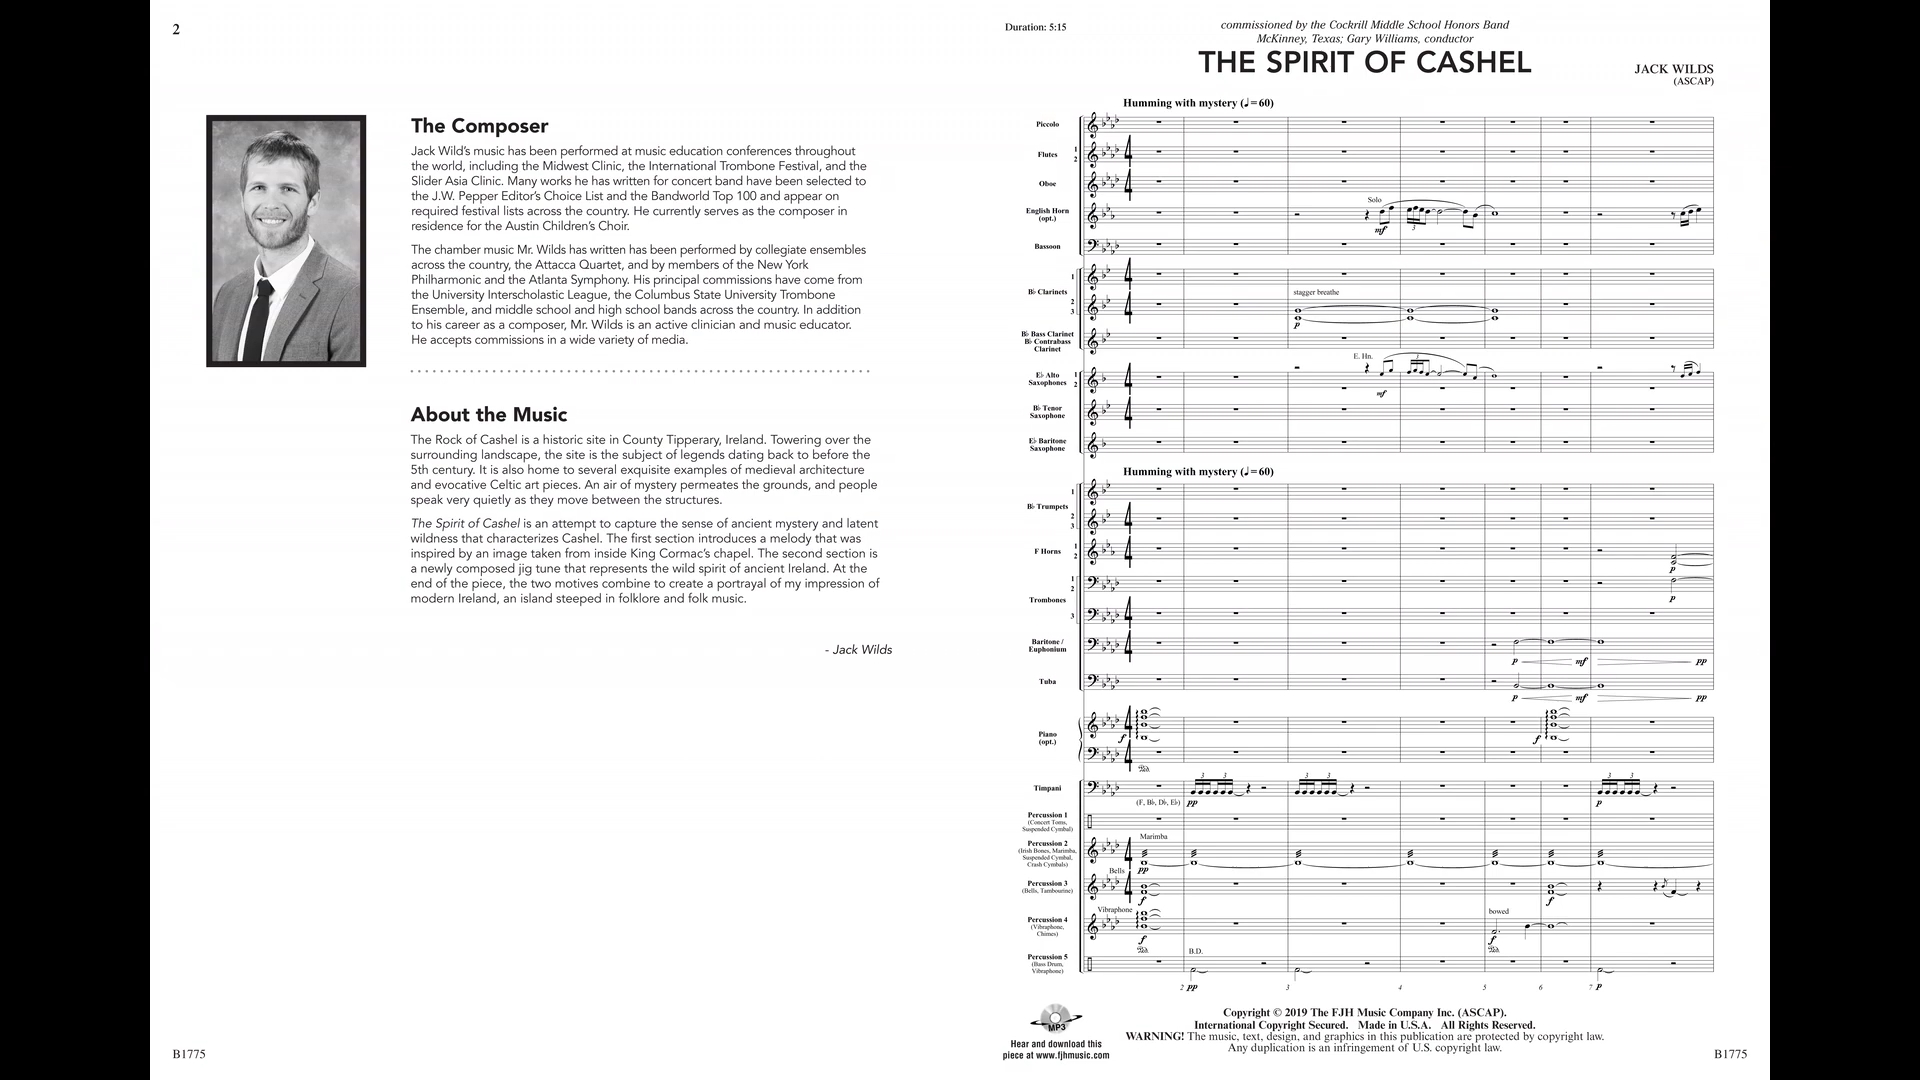 2
The Composer
Jack Wild's music has been performed at music education conferences throughout
the world, including the Midwest Clinic, the International Trombone Festival, and the
Slider Asia Clinic. Many works he has written for concert band have been selected to
the J.W. Pepper Editor's Choice List and the Bandworld Top 100 and appear on
required festival lists across the country. He currently serves as the composer in
residence for the Austin Children's Choir.
The chamber music Mr. Wilds has written has been performed by collegiate ensembles
across the country, the Attacca Quartet, and by members of the New York
Philharmonic and the Atlanta Symphony. His principal commissions have come from
the University Interscholastic League, the Columbus State University Trombone
Ensemble, and middle school and high school bands across the country. In addition
to his career as a composer, Mr. Wilds is an active clinician and music educator.
He accepts commissions in a wide variety of media.
About the Music
The Rock of Cashel is a historic site in County Tipperary, Ireland. Towering over the
surrounding landscape, the site is the subject of legends dating back to before the
5th century. It is also home to several exquisite examples of medieval architecture
and evocative Celtic art pieces. An air of mystery permeates the grounds, and people
speak very quietly as they move between the structures.
The Spirit of Cashel is an attempt to capture the sense of ancient mystery and latent
wildness that characterizes Cashel. The first section introduces a melody that was
inspired by an image taken from inside King Cormac's chapel. The second section is
a newly composed jig tune that represents the wild spirit of ancient Ireland. At the
end of the piece, the two motives combine to create a portrayal of my impression of
modern Ireland, an island steeped in folklore and folk music.
- Jack Wilds
B1775
Duration: 5:15
commissioned by the Cockrill Middle School Honors Band
McKinney, Texas; Gary Williams, conductor
THE SPIRIT OF CASHEL
JACK WILDS
(ASCAP)
Humming with mystery (♩=60)
Piccolo
Flutes 1 2
Oboe
English Horn
(opt.)
Solo
mf
3
Bassoon
B♭ Clarinets 1 2 3
stagger breathe
p
B♭ Bass Clarinet
B♭ Contrabass
Clarinet
E. Hn.
3
E♭ Alto
Saxophones 1 2
mf
B♭ Tenor
Saxophone
E♭ Baritone
Saxophone
Humming with mystery (♩=60)
B♭ Trumpets 1 2 3
F Horns 1 2
p
Trombones 1 2 3
p
Baritone /
Euphonium
p mf pp
Tuba
p mf pp
Piano
(opt.)
f f
Timpani
3 3 3 3 3 3
(F, B♭, D♭, E♭) pp p
Percussion 1
(Concert Toms,
Suspended Cymbal)
Marimba
Percussion 2
(Irish Bones, Marimba,
Suspended Cymbal,
Crash Cymbals)
pp
Bells
Percussion 3
(Bells, Tambourine)
f f
Vibraphone
bowed
Percussion 4
(Vibraphone,
Chimes)
f f
B.D.
Percussion 5
(Bass Drum,
Vibraphone)
2 pp 3 4 5 6 7 p
MP3
Hear and download this
piece at www.fjhmusic.com
Copyright © 2019 The FJH Music Company Inc. (ASCAP).
International Copyright Secured. Made in U.S.A. All Rights Reserved.
WARNING! The music, text, design, and graphics in this publication are protected by copyright law.
Any duplication is an infringement of U.S. copyright law.
B1775